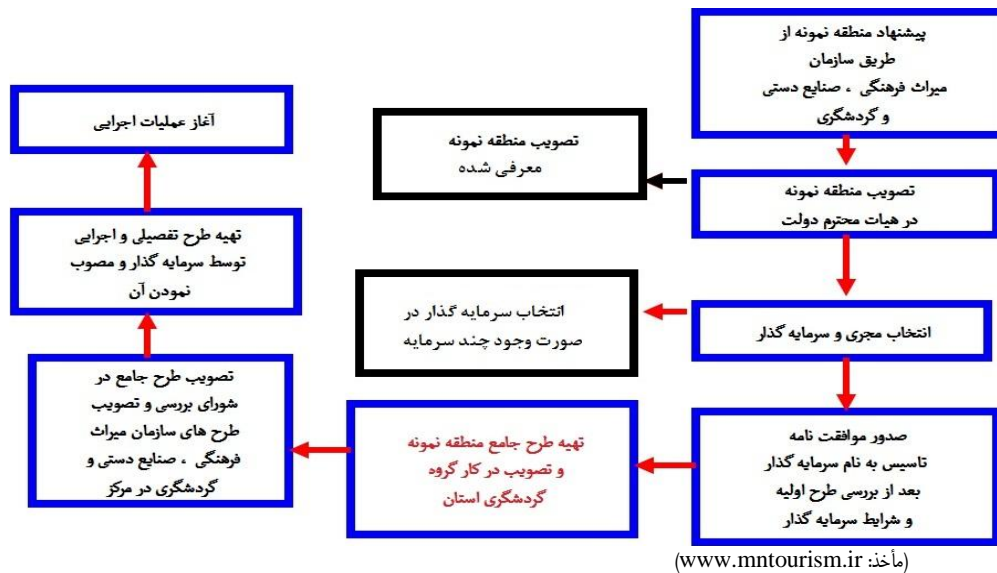 پیشنهاد منطقه نمونه از
طریق سازمان
میراث فرهنگی ، صنایع دستی
و گردشگری
تصویب منطقه نمونه
در هیات محترم دولت
تصویب منطقه نمونه
معرفی شده
انتخاب مجری و سرمایه گذار
انتخاب سرمایه گذار در
صورت وجود چند سرمایه
صدور موافقت نامه
تاسیس به نام سرمایه گذار
بعد از بررسی طرح اولیه
و شرایط سرمایه گذار
تهیه طرح جامع منطقه نمونه
و تصویب در کار گروه
گردشگری استان
تصویب طرح جامع در
شورای بررسی و تصویب
طرح های سازمان میراث
فرهنگی ، صنایع دستی و
گردشگری در مرکز
تهیه طرح تفصیلی و اجرایی
توسط سرمایه گذار و مصوب
نمودن آن
آغاز عملیات اجرایی
(مأخذ: www.mntourism.ir)